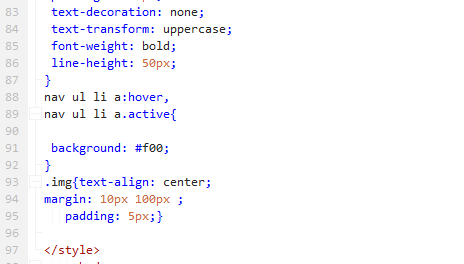 83 text-decoration: none;
84 text-transform: uppercase;
85 font-weight: bold;
86 line-height: 50px;
87 }
88 nav ul li a:hover,
89 nav ul li a.active{
90
91 background: #f00;
92 }
93 .img{text-align: center;
94 margin: 10px 100px ;
95 padding: 5px;}
96
97 </style>